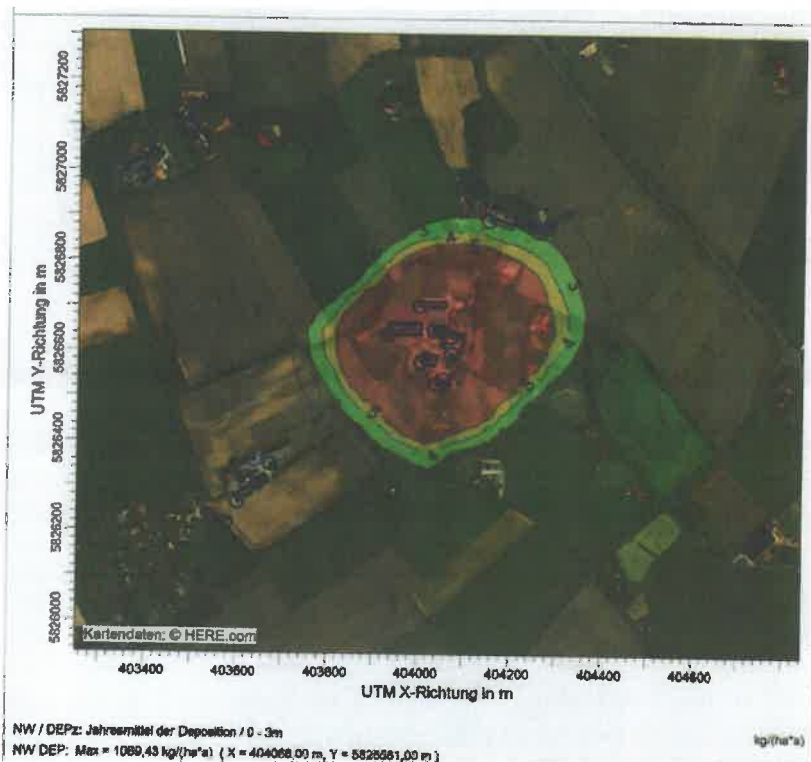 5827200
5827000
5826800
5826600
5826400
5826200
5826000
UTM Y-Richtung in m
Kartendaten: © HERE.com
403400 403600 403800 404000 404200 404400 404600
UTM X-Richtung in m
NW / DEPz: Jahresmittel der Deposition / 0 - 3m
kg/(ha*a)
NW DEP: Max = 1089,43 kg/(ha*a) ( X = 404068,00 m, Y = 5826581,00 m )